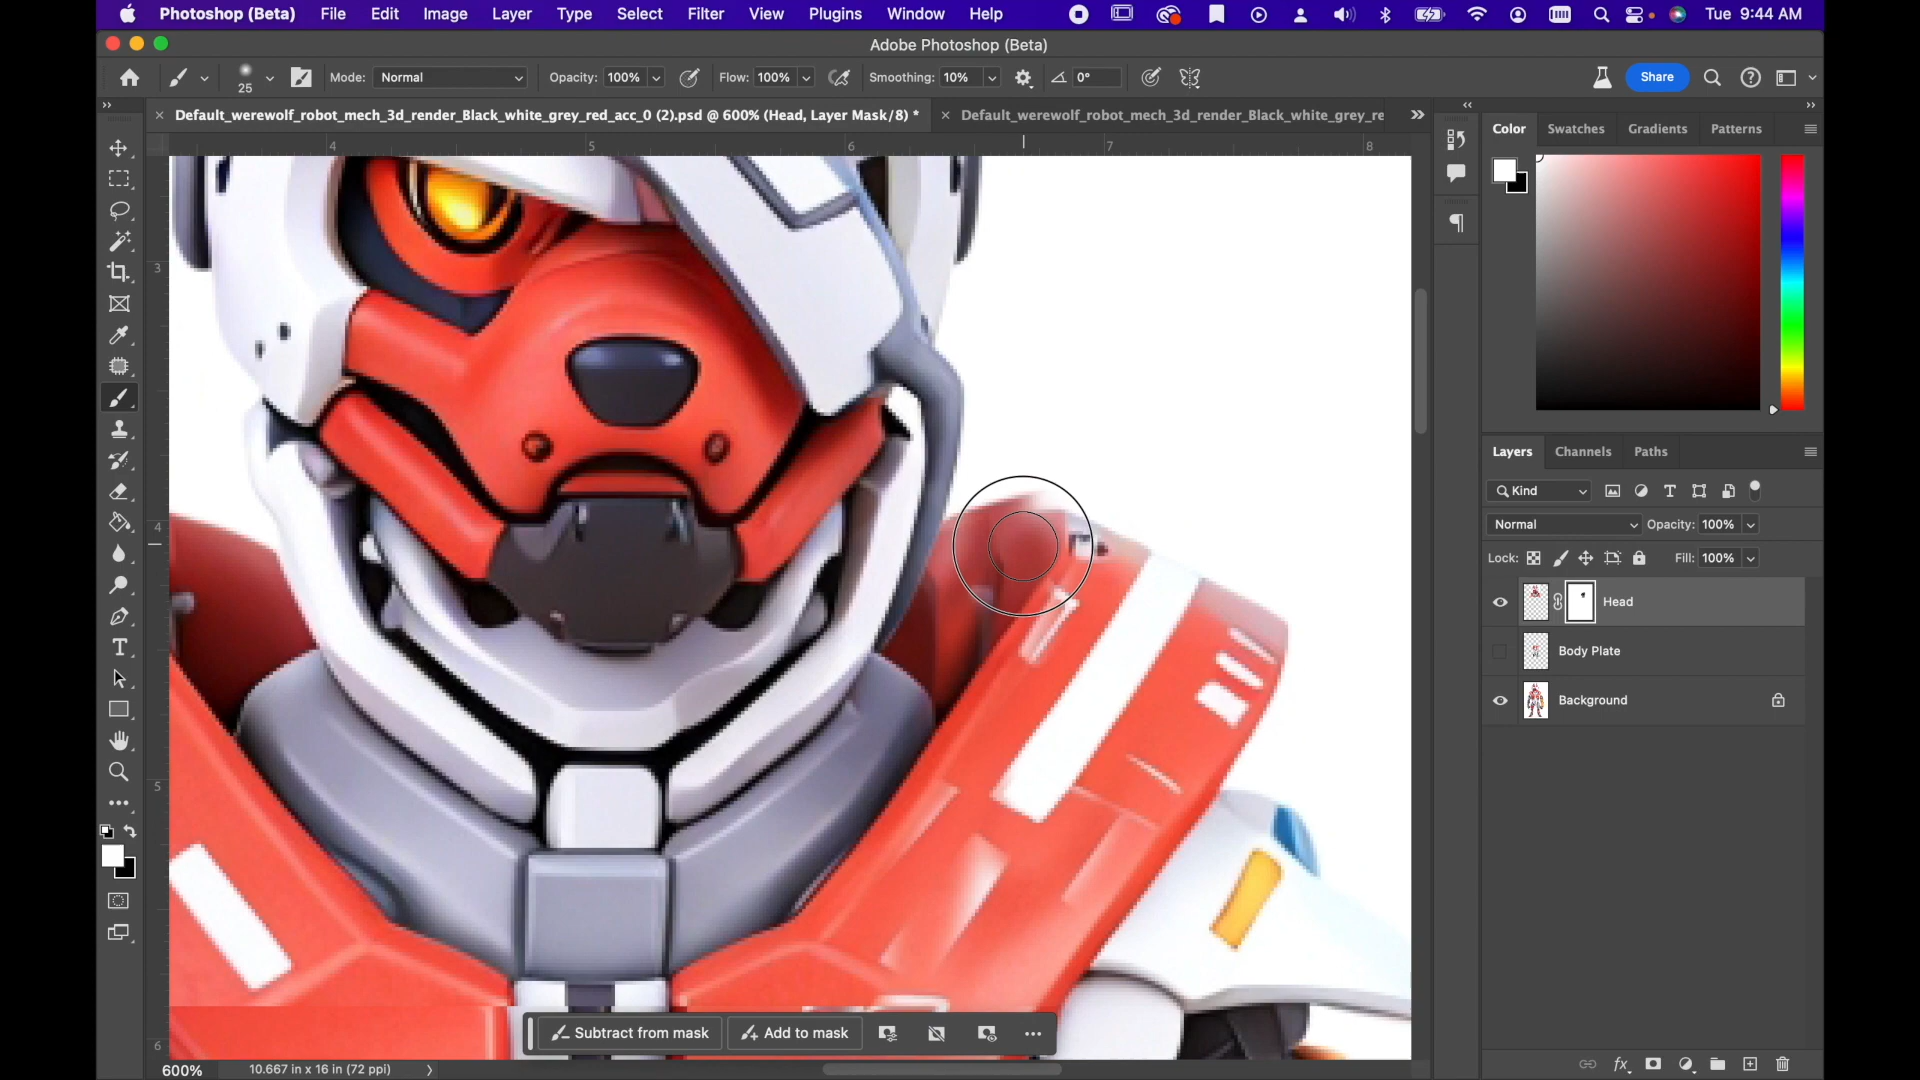 Photoshop (Beta) File Edit Image Layer Type Select Filter View Plugins Window Help Tue 9:44 AM
Adobe Photoshop (Beta)
25 Mode: Normal Opacity: 100% Flow: 100% Smoothing: 10% 0° Share
Default_werewolf_robot_mech_3d_render_Black_white_grey_red_acc_0 (2).psd @ 600% (Head, Layer Mask/8) * Default_werewolf_robot_mech_3d_render_Black_white_grey_re
4 5 6 7 8
3
4
5
6
Color Swatches Gradients Patterns
Layers Channels Paths
Kind
Normal Opacity: 100%
Lock: Fill: 100%
Head
Body Plate
Background
Subtract from mask Add to mask
600% 10.667 in x 16 in (72 ppi)
fx